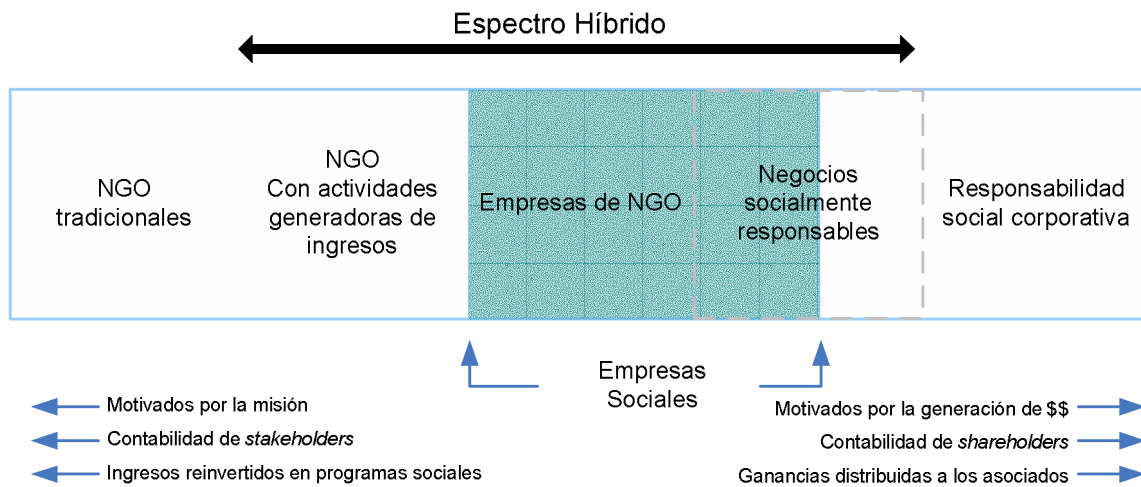 Espectro Híbrido
NGO
tradicionales
NGO
Con actividades
generadoras de
ingresos
Empresas de NGO
Negocios
socialmente
responsables
Responsabilidad
social corporativa
Empresas
Sociales
Motivados por la misión
Contabilidad de stakeholders
Ingresos reinvertidos en programas sociales
Motivados por la generación de $$
Contabilidad de shareholders
Ganancias distribuidas a los asociados